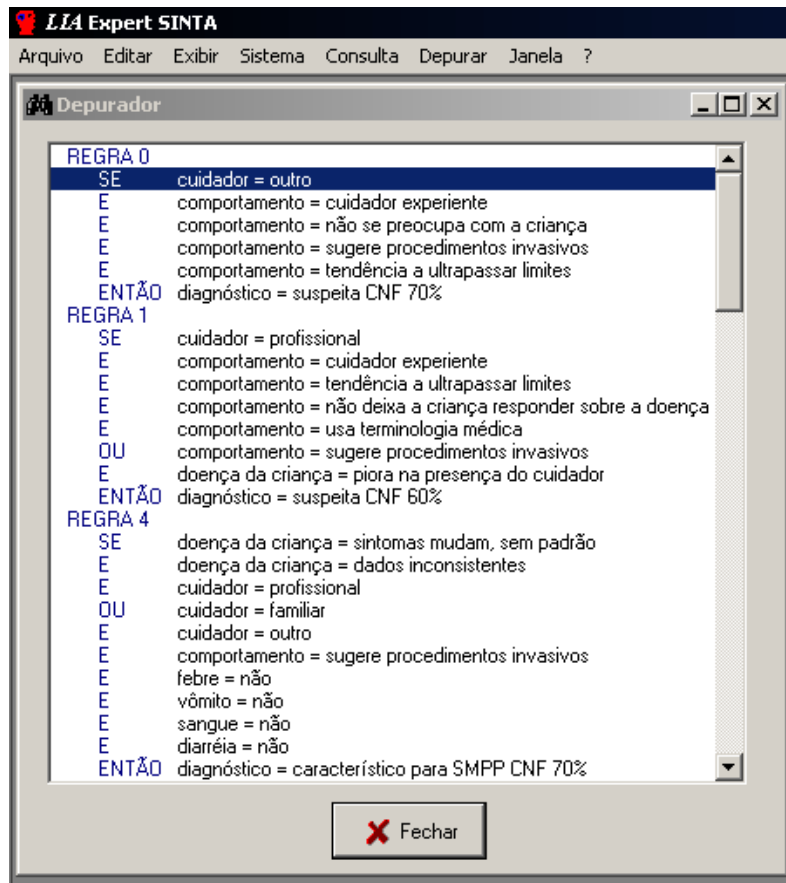 LIA Expert SINTA
Arquivo Editar Exibir Sistema Consulta Depurar Janela ?
Depurador
REGRA 0
SE cuidador = outro
E comportamento = cuidador experiente
E comportamento = não se preocupa com a criança
E comportamento = sugere procedimentos invasivos
E comportamento = tendência a ultrapassar limites
ENTÃO diagnóstico = suspeita CNF 70%
REGRA 1
SE cuidador = profissional
E comportamento = cuidador experiente
E comportamento = tendência a ultrapassar limites
E comportamento = não deixa a criança responder sobre a doença
E comportamento = usa terminologia médica
OU comportamento = sugere procedimentos invasivos
E doença da criança = piora na presença do cuidador
ENTÃO diagnóstico = suspeita CNF 60%
REGRA 4
SE doença da criança = sintomas mudam, sem padrão
E doença da criança = dados inconsistentes
E cuidador = profissional
OU cuidador = familiar
E cuidador = outro
E comportamento = sugere procedimentos invasivos
E febre = não
E vômito = não
E sangue = não
E diarréia = não
ENTÃO diagnóstico = característico para SMPP CNF 70%
Fechar